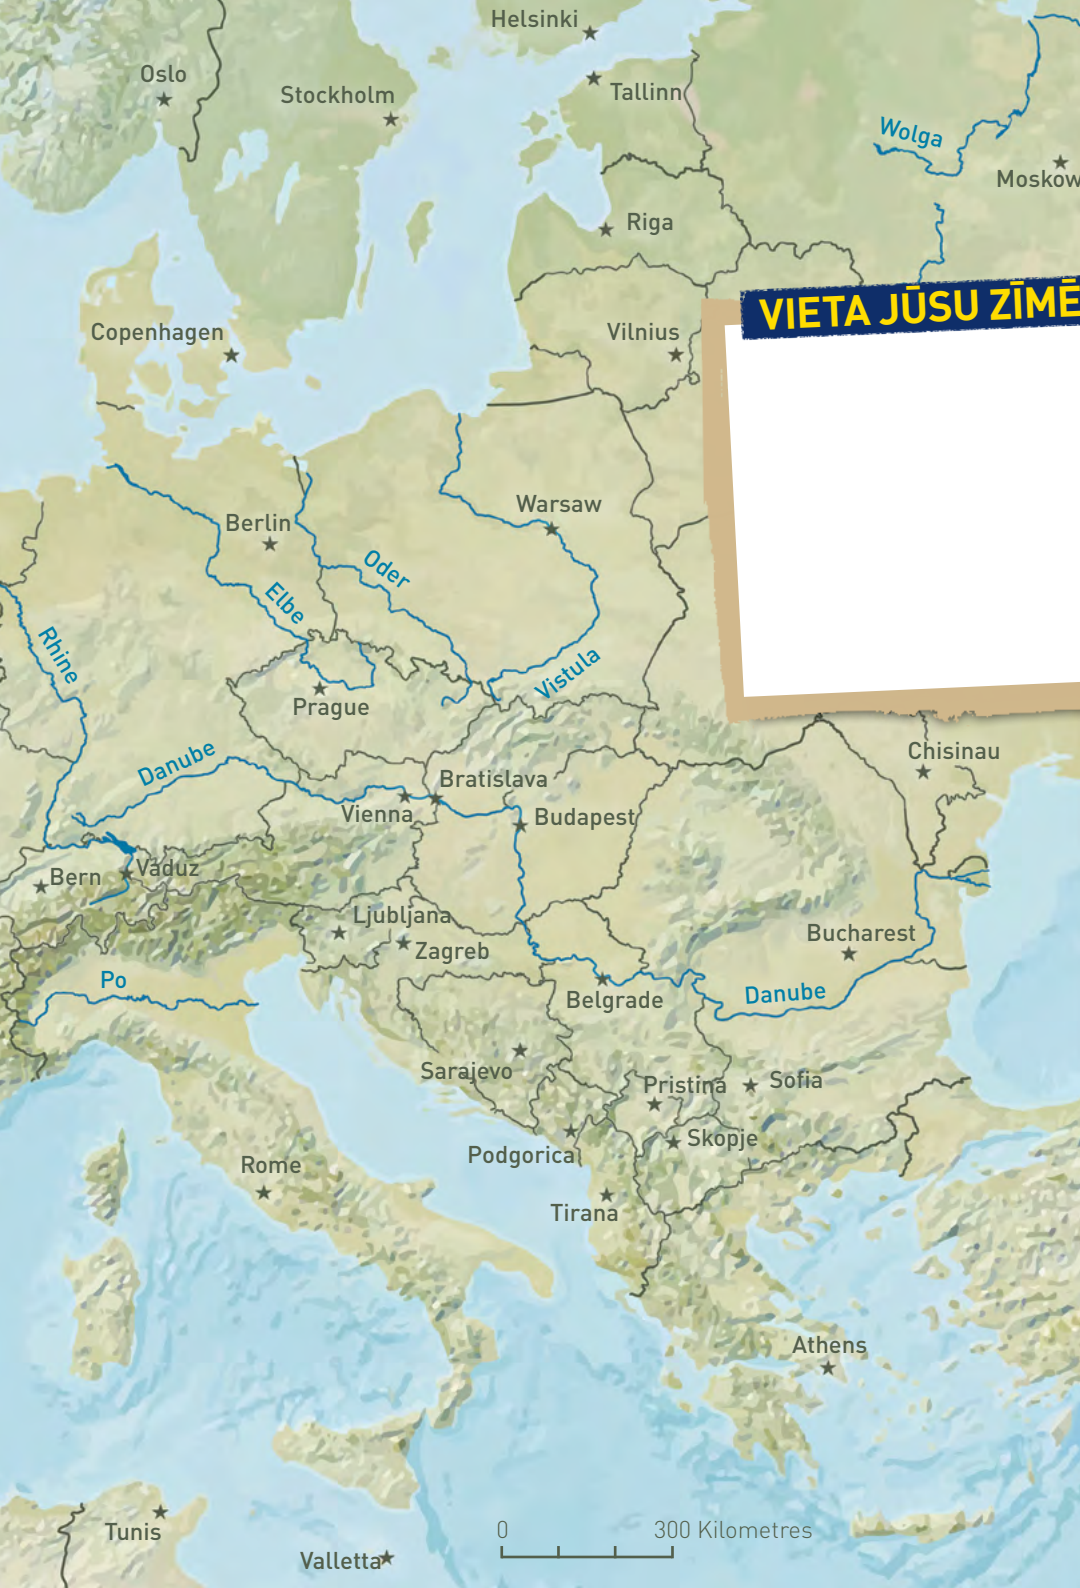 Helsinki
Oslo
Tallinn
Stockholm
Wolga
Moskow
Riga
VIETA JŪSU ZĪMĒ
Copenhagen
Vilnius
Warsaw
Berlin
Oder
Elbe
Rhine
Vistula
Prague
Danube
Chisinau
Bratislava
Vienna
Budapest
Vaduz
Bern
Ljubljana
Bucharest
Zagreb
Po
Danube
Belgrade
Sarajevo
Pristina
Sofia
Skopje
Podgorica
Rome
Tirana
Athens
0 300 Kilometres
Tunis
Valletta